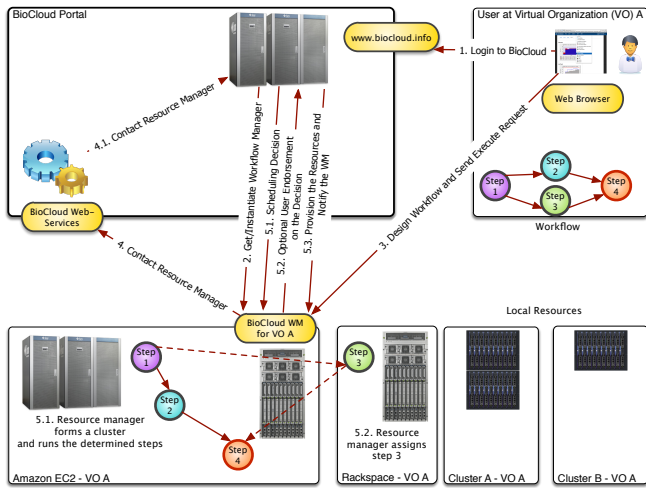 BioCloud Portal
www.biocloud.info
User at Virtual Organization (VO) A
1. Login to BioCloud
Web Browser
4.1. Contact Resource Manager
BioCloud Web-
Services
4. Contact Resource Manager
2. Get/Instantiate Workflow Manager
5.1. Scheduling Decision
5.2. Optional User Endorsement
on the Decision
5.3. Provision the Resources and
Notify the WM
3. Design Workflow and Send Execute Request
Step
1
Step
2
Step
3
Step
4
Workflow
BioCloud WM
for VO A
Local Resources
Step
1
Step
2
Step
4
5.1. Resource manager
forms a cluster
and runs the determined steps
Amazon EC2 - VO A
Step
3
5.2. Resource
manager assigns
step 3
Rackspace - VO A
Cluster A - VO A
Cluster B - VO A